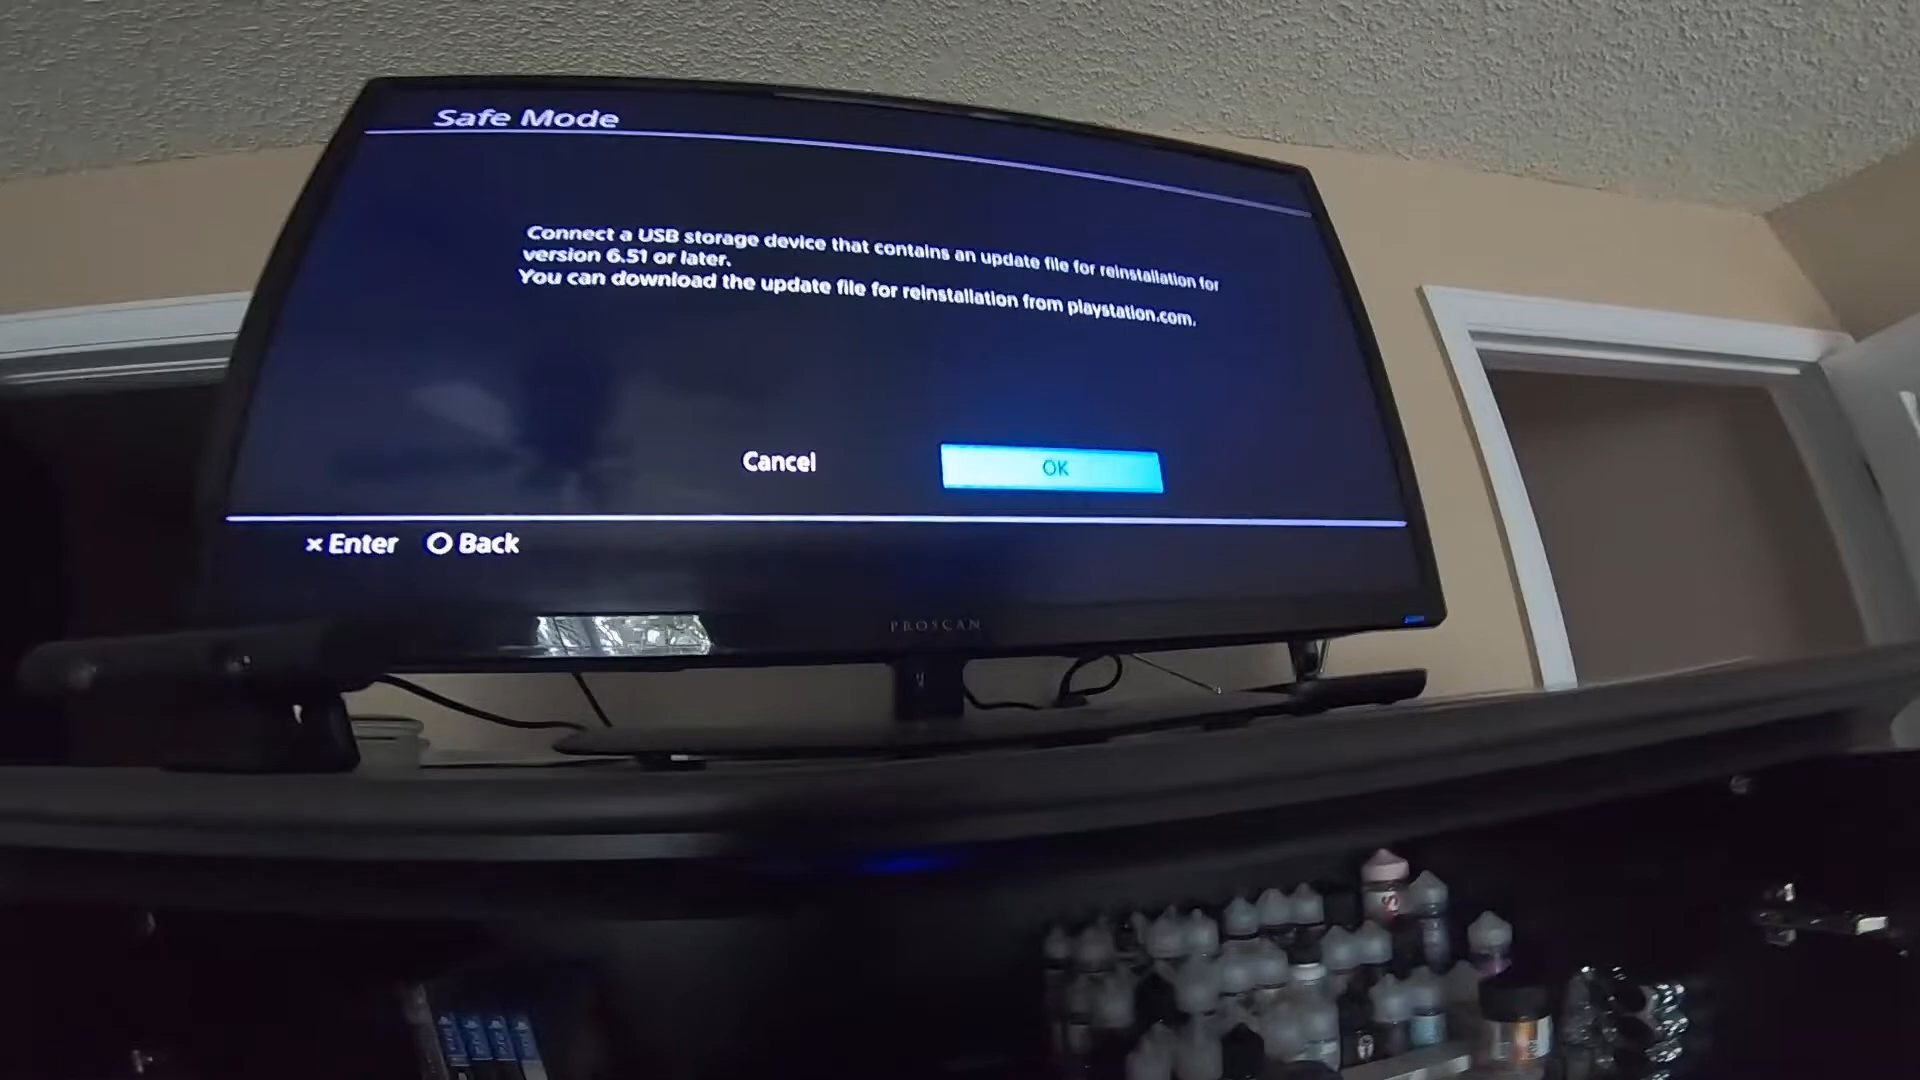 Safe Mode
Connect a USB storage device that contains an update file for reinstallation for
version 6.51 or later.
You can download the update file for reinstallation from playstation.com.
Cancel
OK
× Enter O Back
PROSCAN